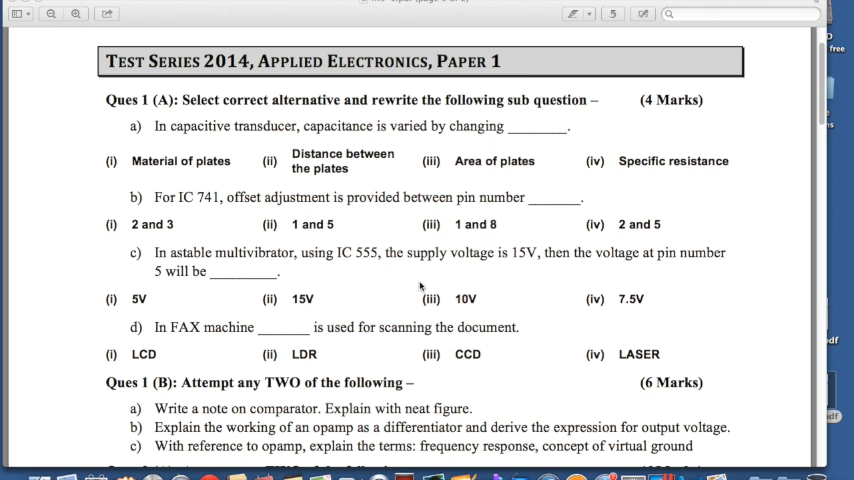 5
D
free
ns
TEST SERIES 2014, APPLIED ELECTRONICS, PAPER 1
Ques 1 (A): Select correct alternative and rewrite the following sub question – (4 Marks)
a) In capacitive transducer, capacitance is varied by changing ________.
(i) Material of plates (ii) Distance between the plates (iii) Area of plates (iv) Specific resistance
b) For IC 741, offset adjustment is provided between pin number _______.
(i) 2 and 3 (ii) 1 and 5 (iii) 1 and 8 (iv) 2 and 5
c) In astable multivibrator, using IC 555, the supply voltage is 15V, then the voltage at pin number
5 will be _________.
(i) 5V (ii) 15V (iii) 10V (iv) 7.5V
d) In FAX machine _______ is used for scanning the document.
(i) LCD (ii) LDR (iii) CCD (iv) LASER
Ques 1 (B): Attempt any TWO of the following – (6 Marks)
a) Write a note on comparator. Explain with neat figure.
b) Explain the working of an opamp as a differentiator and derive the expression for output voltage.
c) With reference to opamp, explain the terms: frequency response, concept of virtual ground
df
df